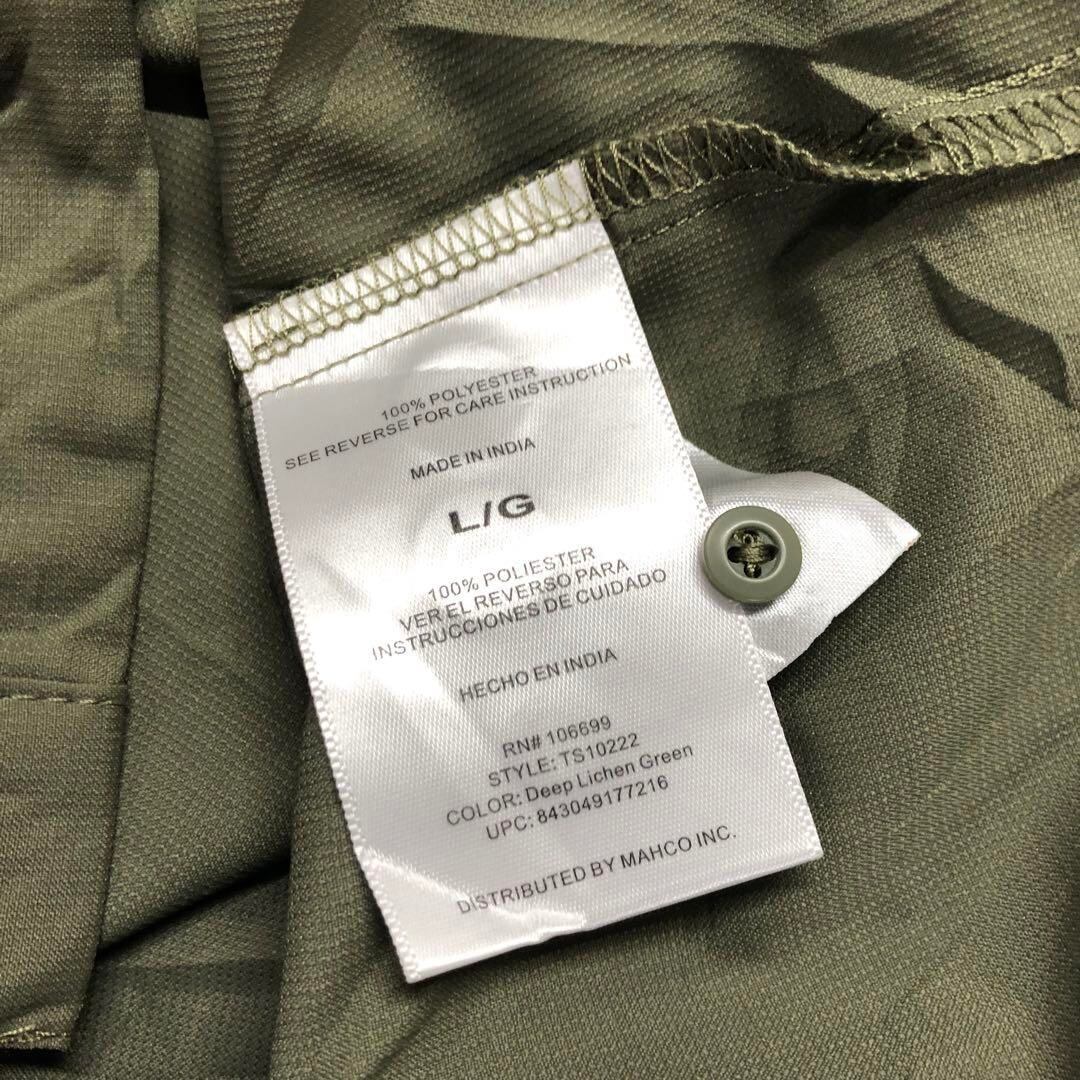 100% POLYESTER
SEE REVERSE FOR CARE INSTRUCTION
MADE IN INDIA
L/G
100% POLIESTER
VER EL REVERSO PARA
INSTRUCCIONES DE CUIDADO
HECHO EN INDIA
RN# 106699
STYLE: TS10222
COLOR: Deep Lichen Green
UPC: 843049177216
DISTRIBUTED BY MAHCO INC.